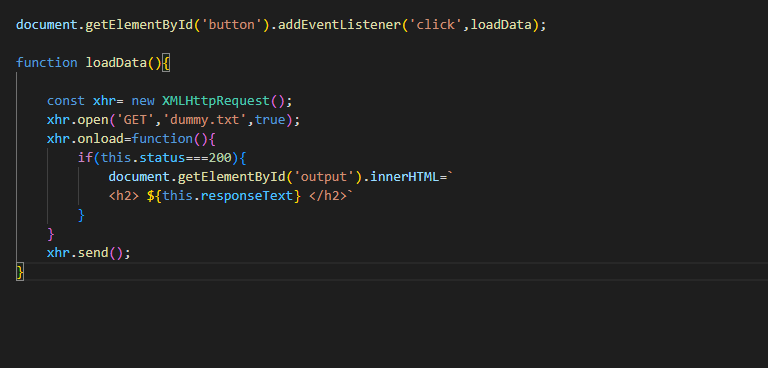 document.getElementById('button').addEventListener('click',loadData);
function loadData(){
const xhr= new XMLHttpRequest();
xhr.open('GET','dummy.txt',true);
xhr.onload=function(){
if(this.status===200){
document.getElementById('output').innerHTML=`
<h2> ${this.responseText} </h2>`
}
}
xhr.send();
}